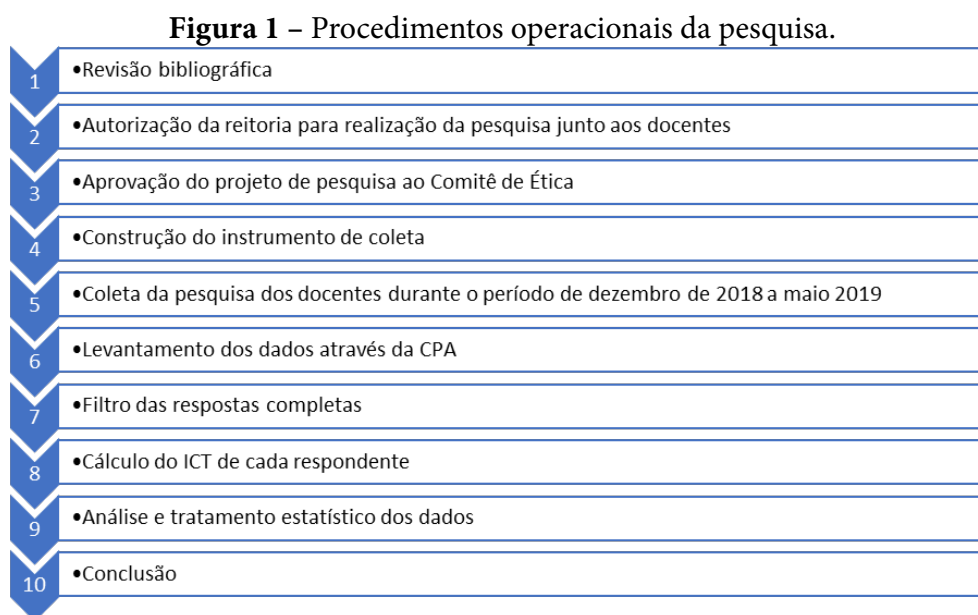 Figura 1 – Procedimentos operacionais da pesquisa.
1 •Revisão bibliográfica
2 •Autorização da reitoria para realização da pesquisa junto aos docentes
3 •Aprovação do projeto de pesquisa ao Comitê de Ética
4 •Construção do instrumento de coleta
5 •Coleta da pesquisa dos docentes durante o período de dezembro de 2018 a maio 2019
6 •Levantamento dos dados através da CPA
7 •Filtro das respostas completas
8 •Cálculo do ICT de cada respondente
9 •Análise e tratamento estatístico dos dados
10 •Conclusão